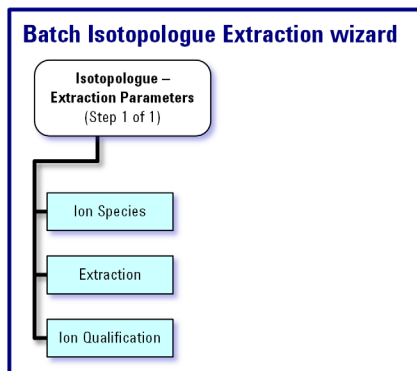 Batch Isotopologue Extraction wizard
Isotopologue –
Extraction Parameters
(Step 1 of 1)
Ion Species
Extraction
Ion Qualification